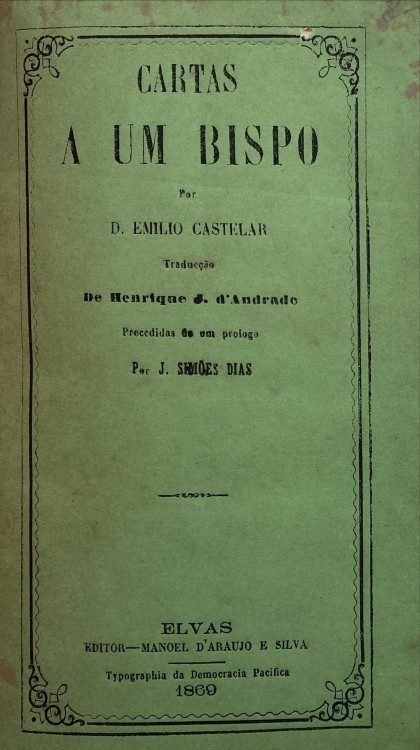 CARTAS
A UM BISPO
Por
D. EMILIO CASTELAR
Traducção
De Henrique J. d'Andrade
Precedidas de um prologo
Por J. SIMÕES DIAS
ELVAS
EDITOR—MANOEL D'ARAUJO E SILVA
Typographia da Democracia Pacifica
1869